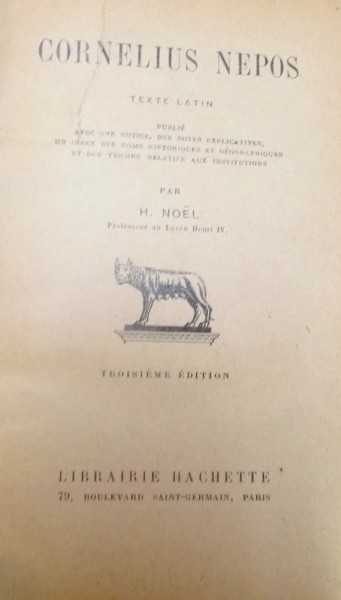 CORNELIUS NEPOS
TEXTE LATIN
PUBLIÉ
AVEC UNE NOTICE, DES NOTES EXPLICATIVES,
UN INDEX DES NOMS HISTORIQUES ET GÉOGRAPHIQUES
ET DES TERMES RELATIFS AUX INSTITUTIONS
PAR
H. NOËL
Professeur au Lycée Henri IV.
TROISIÈME ÉDITION
LIBRAIRIE HACHETTE
79, BOULEVARD SAINT-GERMAIN, PARIS